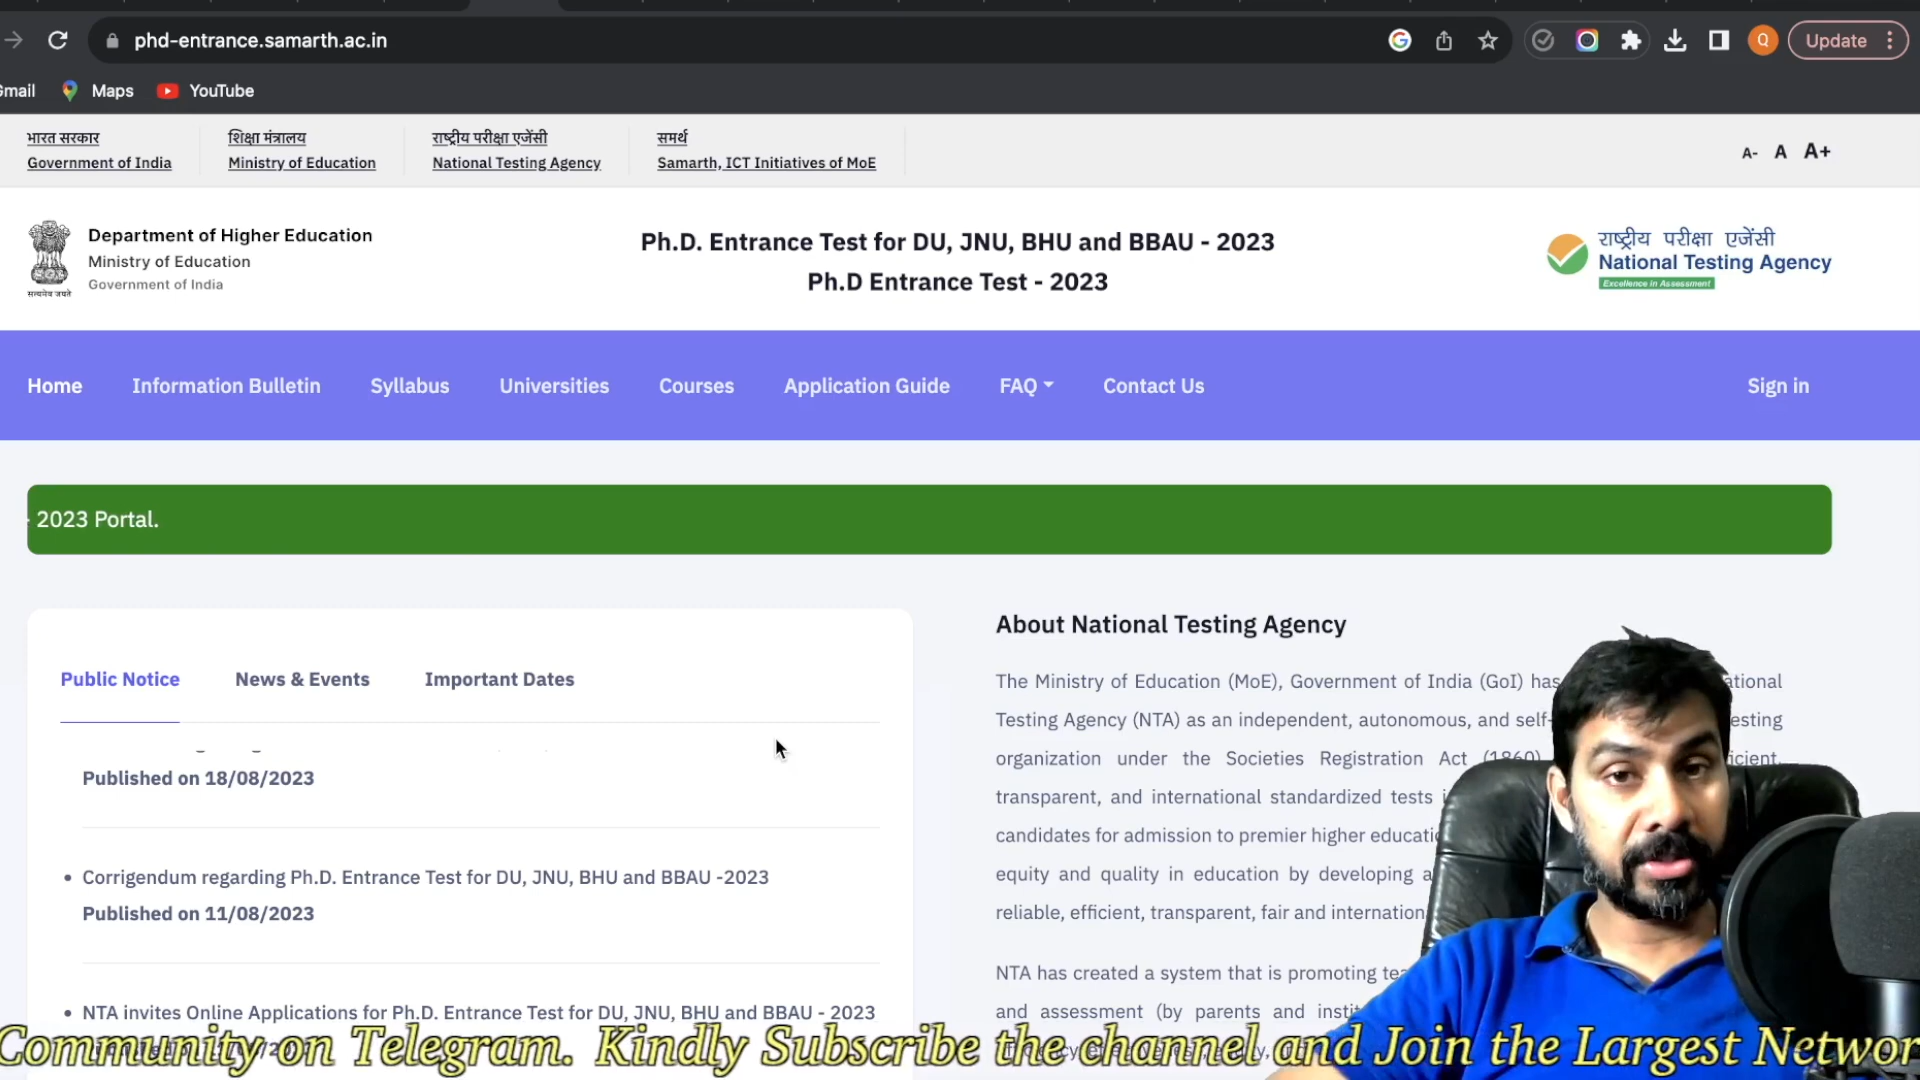 phd-entrance.samarth.ac.in
Update
Gmail
Maps
YouTube
भारत सरकार
Government of India
शिक्षा मंत्रालय
Ministry of Education
राष्ट्रीय परीक्षा एजेंसी
National Testing Agency
समर्थ
Samarth, ICT Initiatives of MoE
A- A A+
Department of Higher Education
Ministry of Education
Government of India
सत्यमेव जयते
Ph.D. Entrance Test for DU, JNU, BHU and BBAU - 2023
Ph.D Entrance Test - 2023
राष्ट्रीय परीक्षा एजेंसी
National Testing Agency
Excellence in Assessment
Home
Information Bulletin
Syllabus
Universities
Courses
Application Guide
FAQ
Contact Us
Sign in
- 2023 Portal.
Public Notice
News & Events
Important Dates
Published on 18/08/2023
• Corrigendum regarding Ph.D. Entrance Test for DU, JNU, BHU and BBAU -2023
Published on 11/08/2023
• NTA invites Online Applications for Ph.D. Entrance Test for DU, JNU, BHU and BBAU - 2023
About National Testing Agency
The Ministry of Education (MoE), Government of India (GoI) has
Testing Agency (NTA) as an independent, autonomous, and self-
organization under the Societies Registration Act (1860),
transparent, and international standardized tests
candidates for admission to premier higher
equity and quality in education by developing
reliable, efficient, transparent, fair and
NTA has created a system that is promoting
and assessment (by parents and
Community on Telegram. Kindly Subscribe the channel and Join the Largest Networ